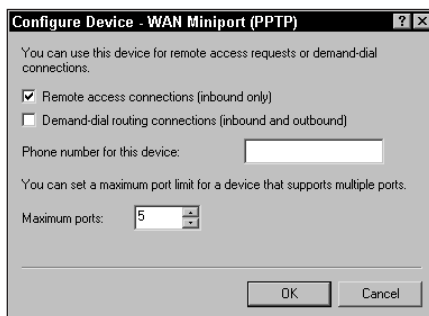 Configure Device - WAN Miniport (PPTP)
You can use this device for remote access requests or demand-dial
connections.
Remote access connections (inbound only)
Demand-dial routing connections (inbound and outbound)
Phone number for this device:
You can set a maximum port limit for a device that supports multiple ports.
Maximum ports: 5
OK Cancel